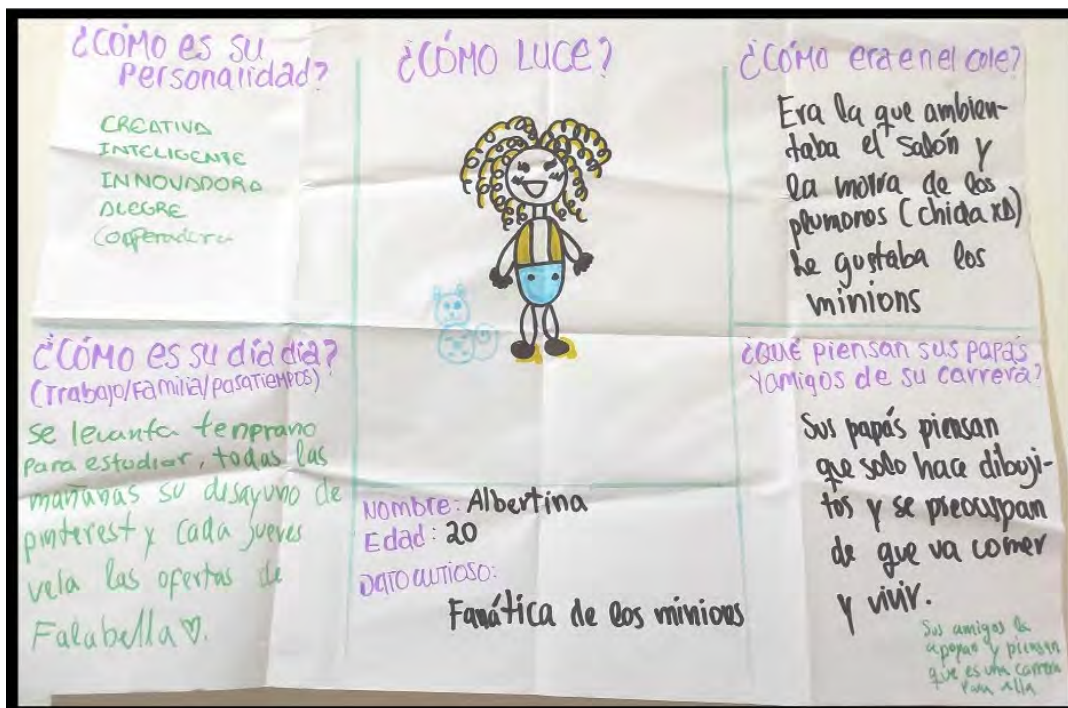 ¿CÓMO es su
Personalidad?
CREATIVA
INTELIGENTE
INNOVADORA
ALEGRE
Cooperadora
¿CÓMO LUCE?
¿CÓMO era en el cole?
Era la que ambien-
taba el salón y
la morra de los
plumones (chida xD)
Le gustaba los
minions
¿CÓMO es su día día?
(Trabajo/Familia/pasaTiempos)
se levanta temprano
para estudiar, todas las
mañanas su desayuno de
pinterest y cada jueves
vela las ofertas de
Falabella ♡.
Nombre: Albertina
Edad: 20
Dato curioso:
Fanática de los minions
¿QUÉ piensan sus papás
y amigos de su carrera?
Sus papás piensan
que solo hace dibuji-
tos y se preocupan
de que va comer
y vivir.
Sus amigos la
apoyan y piensan
que es una carrera
para ella